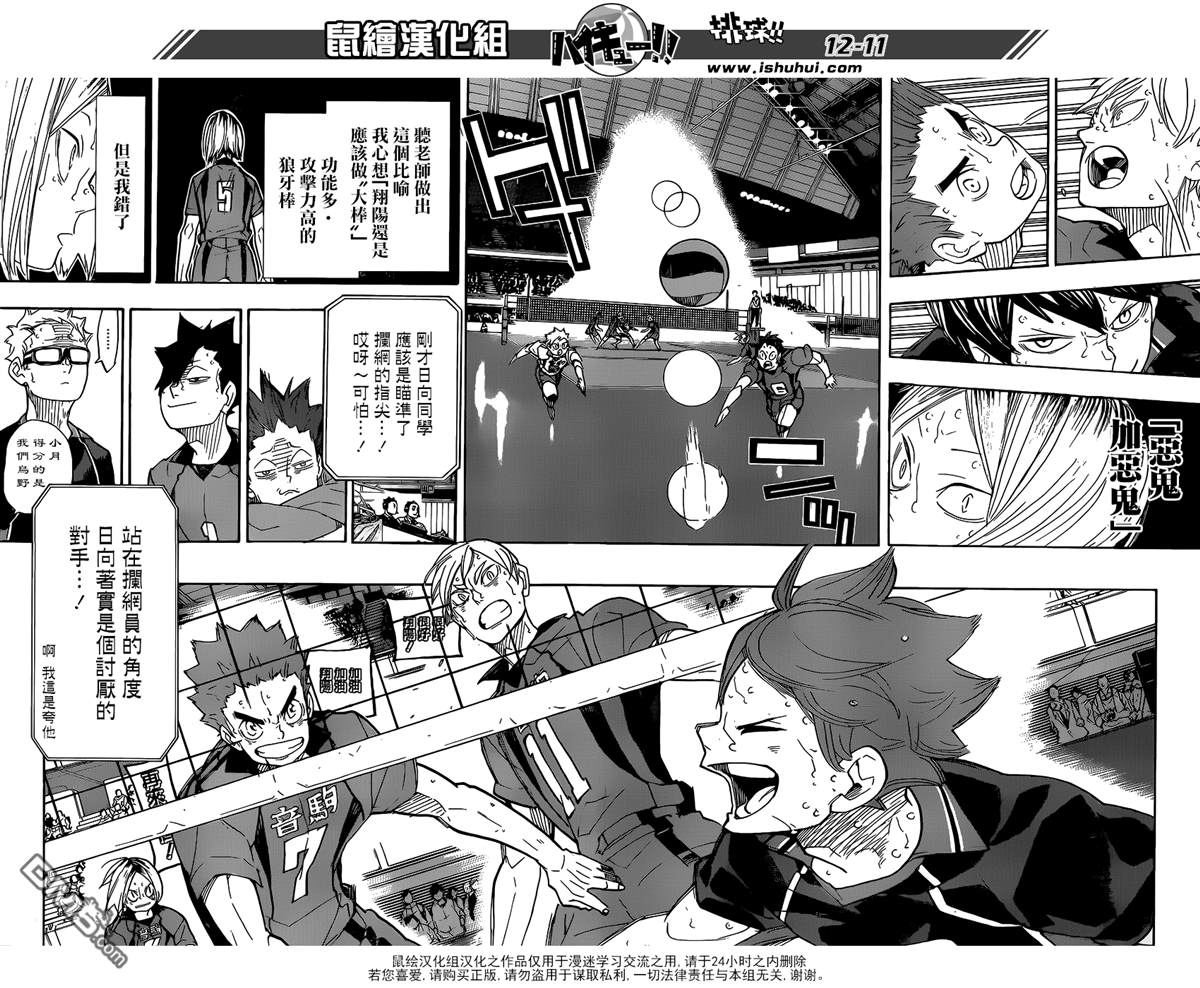 鼠繪漢化組
ハイキュー!!
排球!!
12-11
www.ishuhui.com
『惡鬼
加惡鬼』
聽老師做出
這個比喻
我心想『翔陽還是
應該做“大棒”』
功能多·
攻擊力高的
狼牙棒
5
但是我錯了
剛才日向同學
應該是瞄準了
攔網的指尖…!
哎呀~可怕…!
……
小月
得分的是
我們烏野
站在攔網員的角度
日向著實是個討厭的
對手…!
啊 我這是夸他
加油
翔陽
再來
音駒
7
11
鼠绘汉化组汉化之作品仅用于漫迷学习交流之用,请于24小时之内删除
若您喜爱,请购买正版,请勿盗用于谋取私利,一切法律责任与本组无关,谢谢。